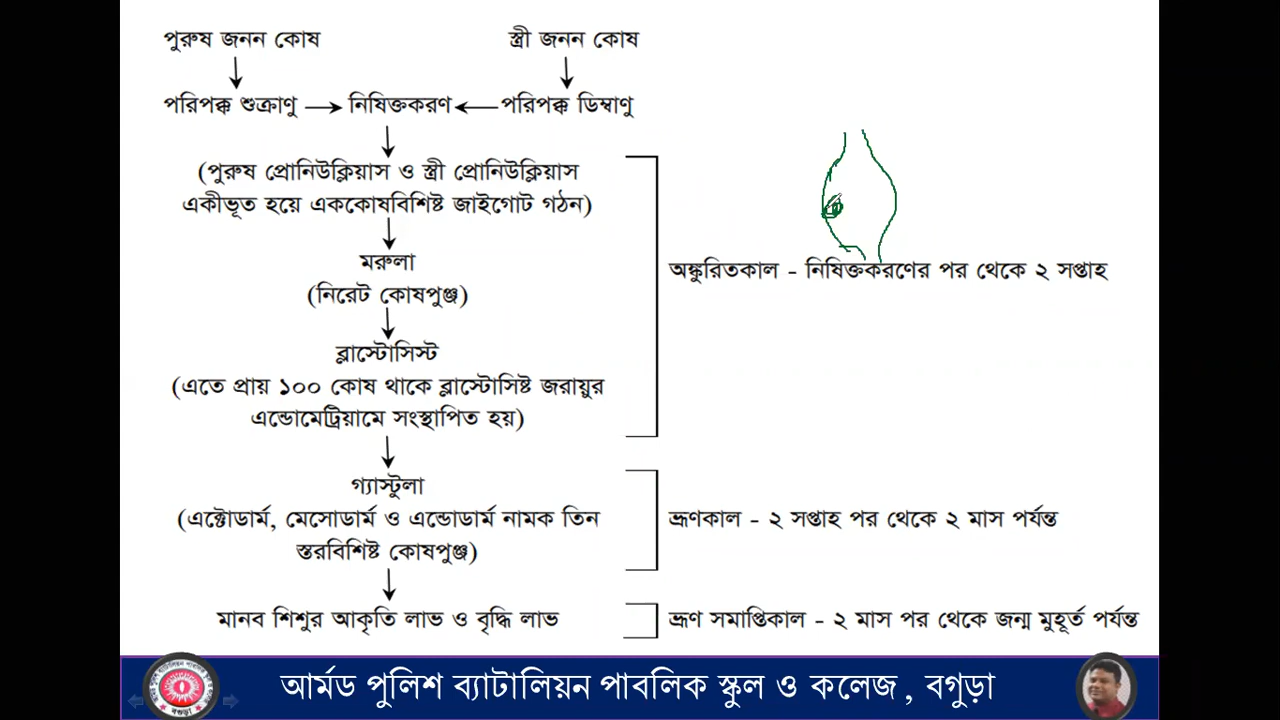 পুরুষ জনন কোষ স্ত্রী জনন কোষ
পরিপক্ক শুক্রাণু নিষিক্তকরণ পরিপক্ক ডিম্বাণু
(পুরুষ প্রোনিউক্লিয়াস ও স্ত্রী প্রোনিউক্লিয়াস
একীভূত হয়ে এককোষবিশিষ্ট জাইগোট গঠন)
মরুলা
(নিরেট কোষপুঞ্জ)
অঙ্কুরিতকাল - নিষিক্তকরণের পর থেকে ২ সপ্তাহ
ব্লাস্টোসিস্ট
(এতে প্রায় ১০০ কোষ থাকে ব্লাস্টোসিষ্ট জরায়ুর
এন্ডোমেট্রিয়ামে সংস্থাপিত হয়)
গ্যাস্টুলা
(এক্টোডার্ম, মেসোডার্ম ও এন্ডোডার্ম নামক তিন
স্তরবিশিষ্ট কোষপুঞ্জ)
ভ্রূণকাল - ২ সপ্তাহ পর থেকে ২ মাস পর্যন্ত
মানব শিশুর আকৃতি লাভ ও বৃদ্ধি লাভ
ভ্রূণ সমাপ্তিকাল - ২ মাস পর থেকে জন্ম মুহূর্ত পর্যন্ত
আর্মড পুলিশ ব্যাটালিয়ন পাবলিক স্কুল ও কলেজ, বগুড়া
বগুড়া